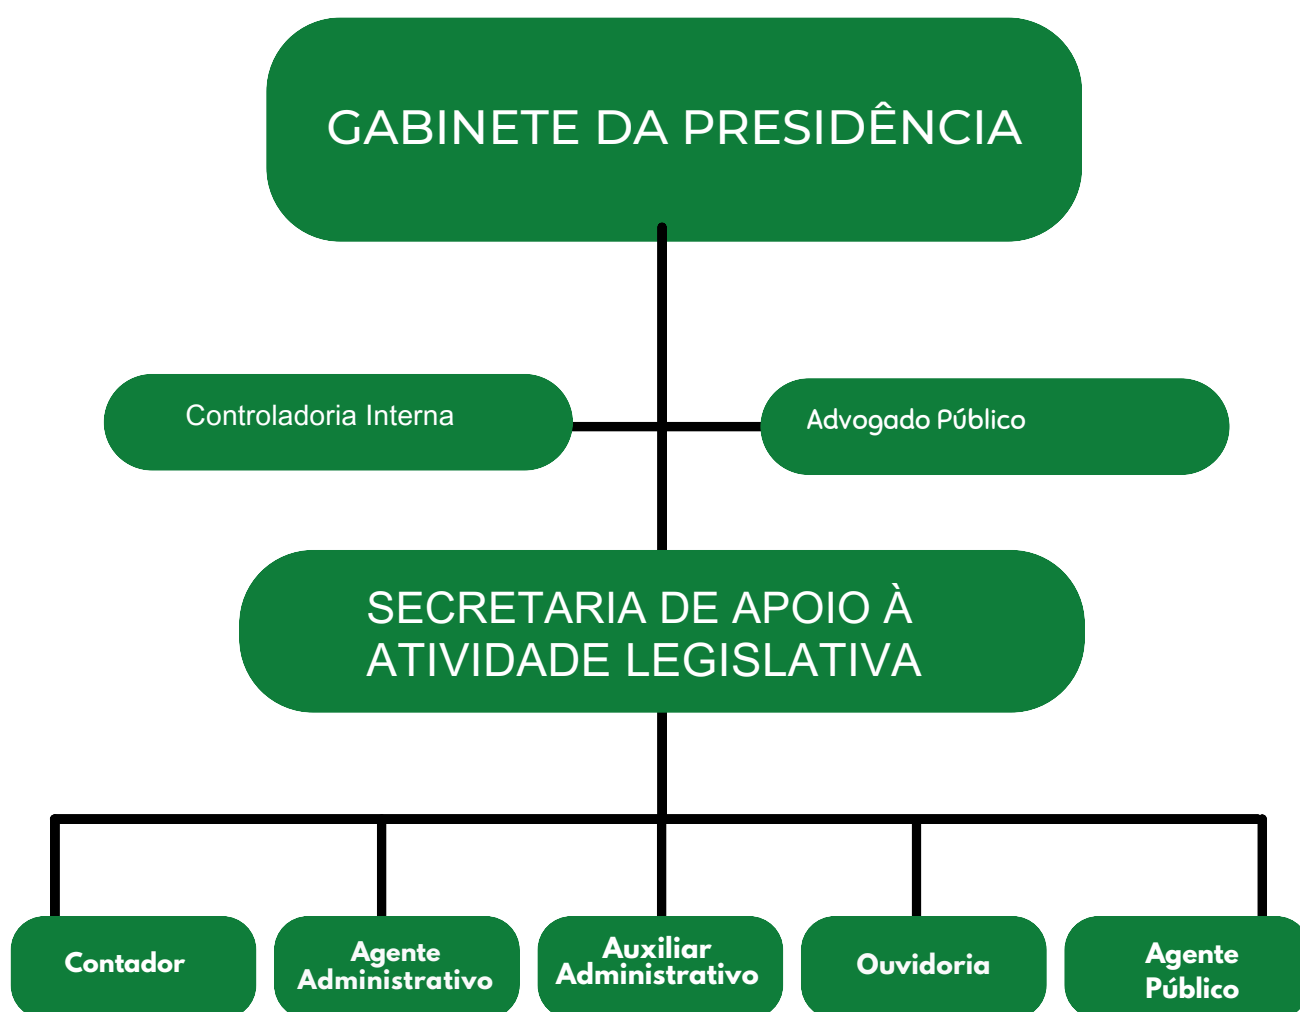 GABINETE DA PRESIDÊNCIA
Controladoria Interna
Advogado Público
SECRETARIA DE APOIO À
ATIVIDADE LEGISLATIVA
Contador
Agente
Administrativo
Auxiliar
Administrativo
Ouvidoria
Agente
Público